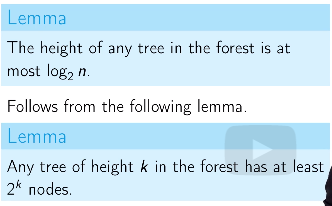 Lemma
The height of any tree in the forest is at
most log₂ n.
Follows from the following lemma.
Lemma
Any tree of height k in the forest has at least
2ᵏ nodes.